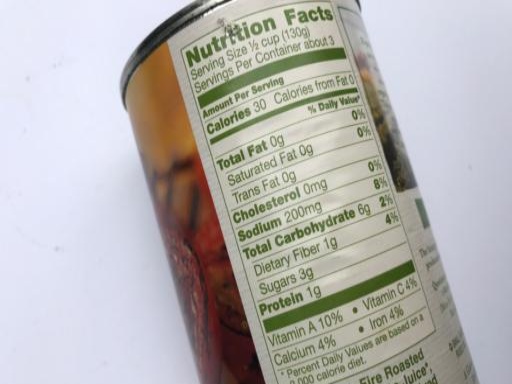 Nutrition Facts
Serving Size ½ cup (130g)
Servings Per Container about 3
Amount Per Serving
Calories 30 Calories from Fat 0
% Daily Value*
Total Fat 0g 0%
Saturated Fat 0g 0%
Trans Fat 0g
Cholesterol 0mg 0%
Sodium 200mg 8%
Total Carbohydrate 6g 2%
Dietary Fiber 1g 4%
Sugars 3g
Protein 1g
Vitamin A 10% • Vitamin C 4%
Calcium 4% • Iron 4%
* Percent Daily Values are based on a
2,000 calorie diet.
Fire Roasted